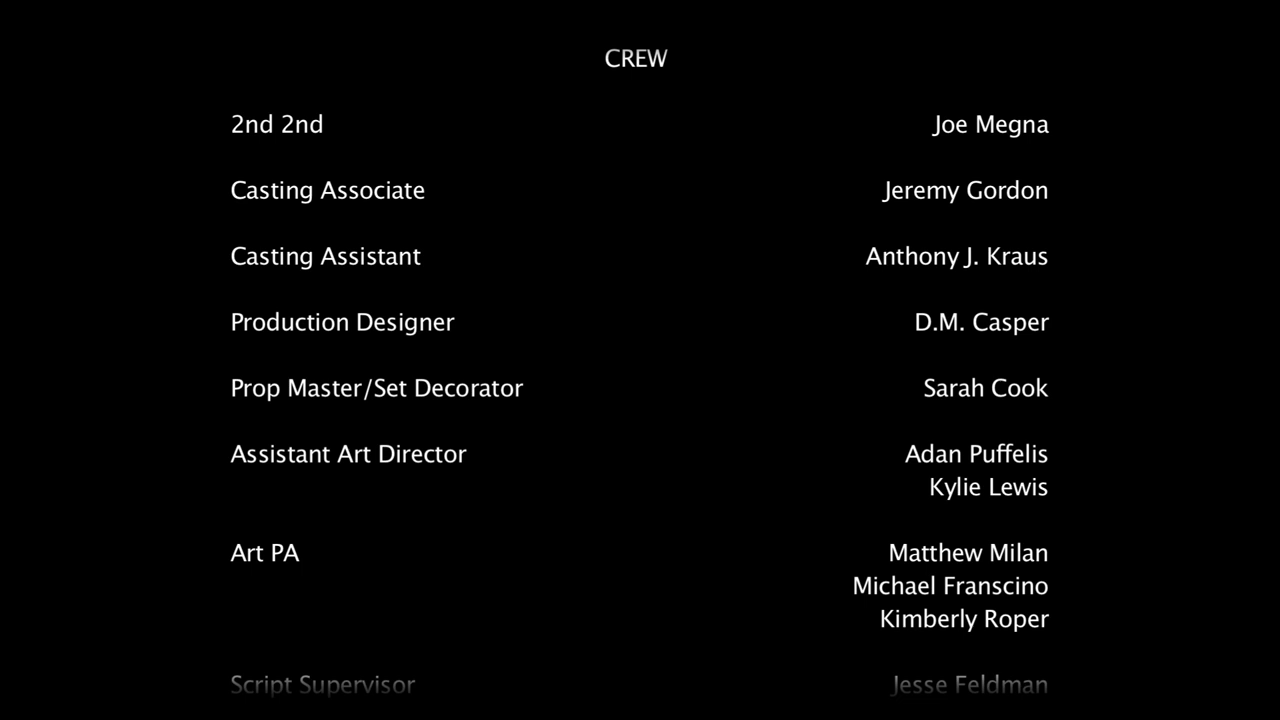 CREW
2nd 2nd Joe Megna
Casting Associate Jeremy Gordon
Casting Assistant Anthony J. Kraus
Production Designer D.M. Casper
Prop Master/Set Decorator Sarah Cook
Assistant Art Director Adan Puffelis
Kylie Lewis
Art PA Matthew Milan
Michael Franscino
Kimberly Roper
Script Supervisor Jesse Feldman